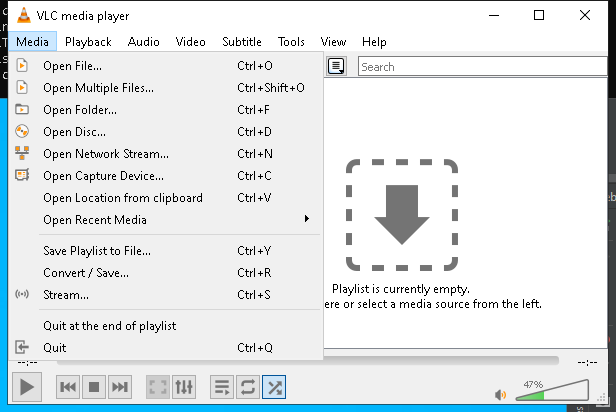 VLC media player
Media Playback Audio Video Subtitle Tools View Help
Open File... Ctrl+O
Search
Open Multiple Files... Ctrl+Shift+O
Open Folder... Ctrl+F
Open Disc... Ctrl+D
Open Network Stream... Ctrl+N
Open Capture Device... Ctrl+C
Open Location from clipboard Ctrl+V
Open Recent Media
Save Playlist to File... Ctrl+Y
Convert / Save... Ctrl+R
Stream... Ctrl+S
Playlist is currently empty.
ere or select a media source from the left.
Quit at the end of playlist
Quit Ctrl+Q
--:-- --:--
47%